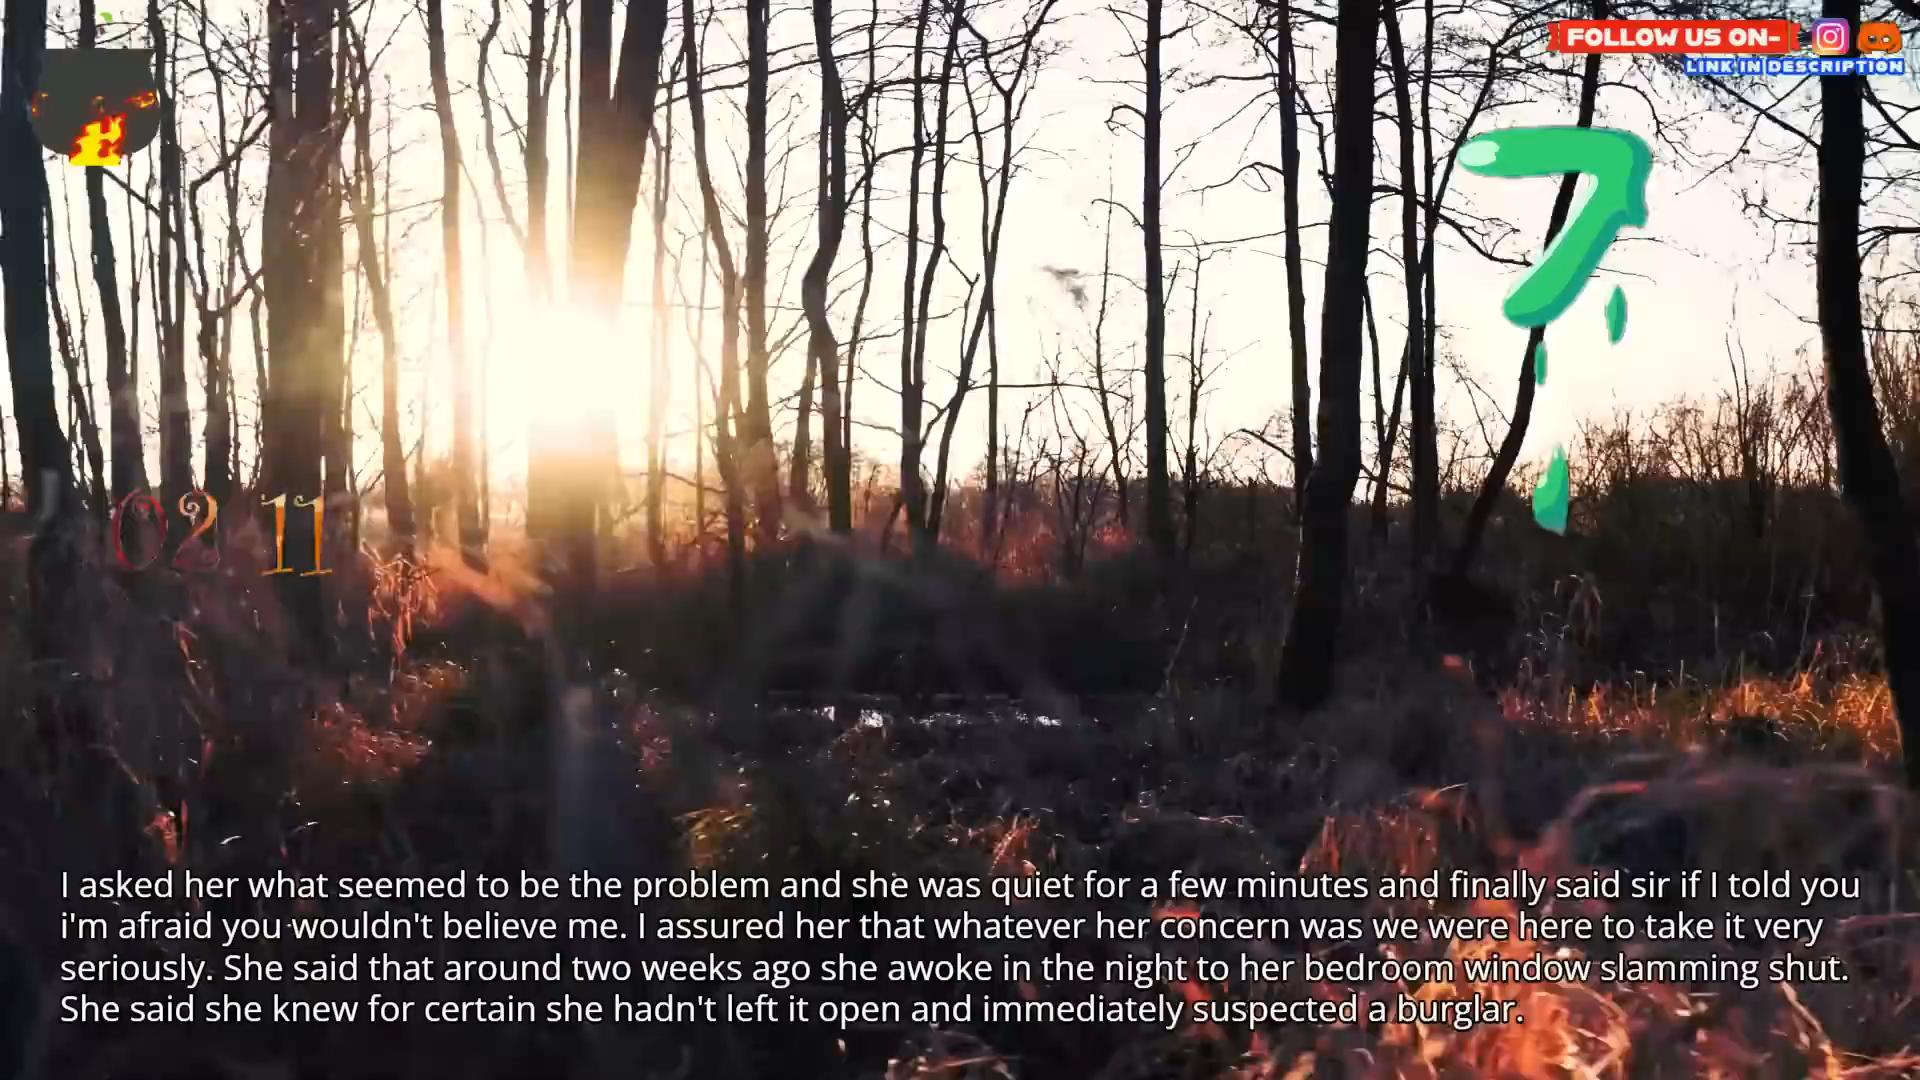 FOLLOW US ON-
LINK IN DESCRIPTION
02 11
I asked her what seemed to be the problem and she was quiet for a few minutes and finally said sir if I told you
i'm afraid you wouldn't believe me. I assured her that whatever her concern was we were here to take it very
seriously. She said that around two weeks ago she awoke in the night to her bedroom window slamming shut.
She said she knew for certain she hadn't left it open and immediately suspected a burglar.